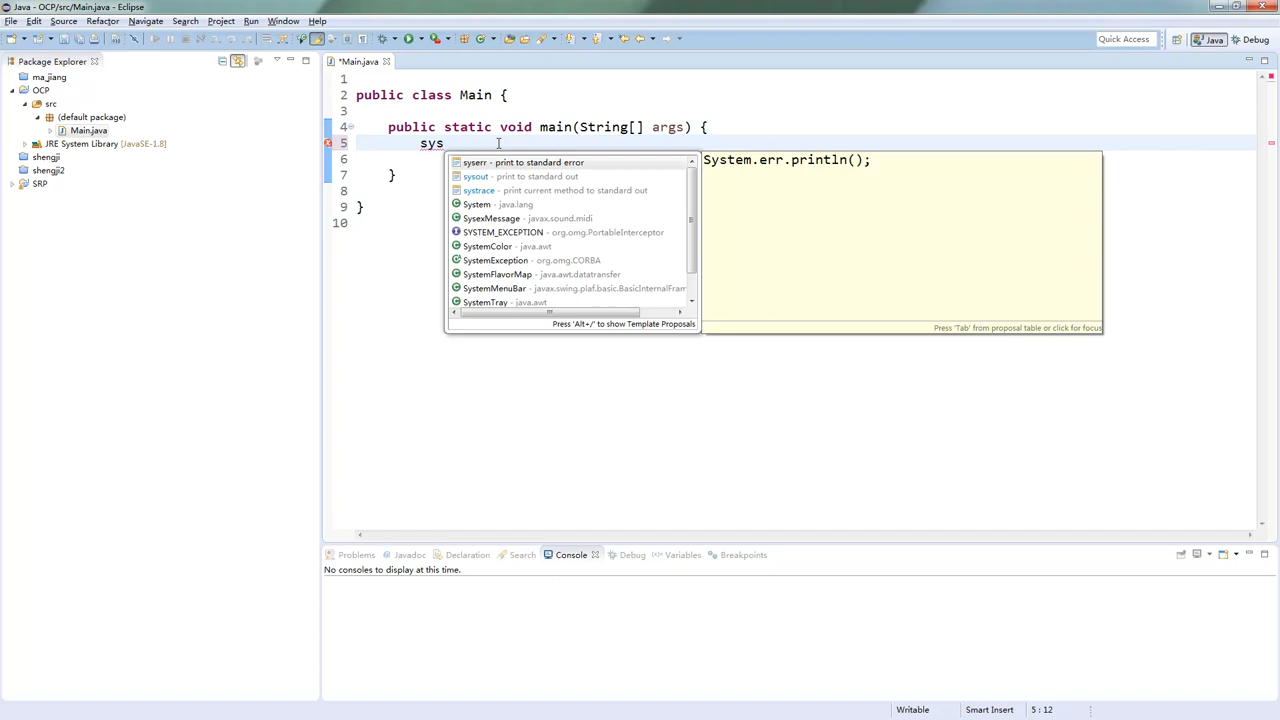 Java - OCP/src/Main.java - Eclipse
File Edit Source Refactor Navigate Search Project Run Window Help
Quick Access Java Debug
Package Explorer
ma_jiang
OCP
src
(default package)
Main.java
JRE System Library [JavaSE-1.8]
shengji
shengji2
SRP
*Main.java
1
2 public class Main {
3
4 public static void main(String[] args) {
5 sys
6
7 }
8
9 }
10
syserr - print to standard error
sysout - print to standard out
systrace - print current method to standard out
System - java.lang
SysexMessage - javax.sound.midi
SYSTEM_EXCEPTION - org.omg.PortableInterceptor
SystemColor - java.awt
SystemException - org.omg.CORBA
SystemFlavorMap - java.awt.datatransfer
SystemMenuBar - javax.swing.plaf.basic.BasicInternalFram
SystemTray - java.awt
Press 'Alt+/' to show Template Proposals
System.err.println();
Press 'Tab' from proposal table or click for focus
Problems Javadoc Declaration Search Console Debug Variables Breakpoints
No consoles to display at this time.
Writable Smart Insert 5 : 12